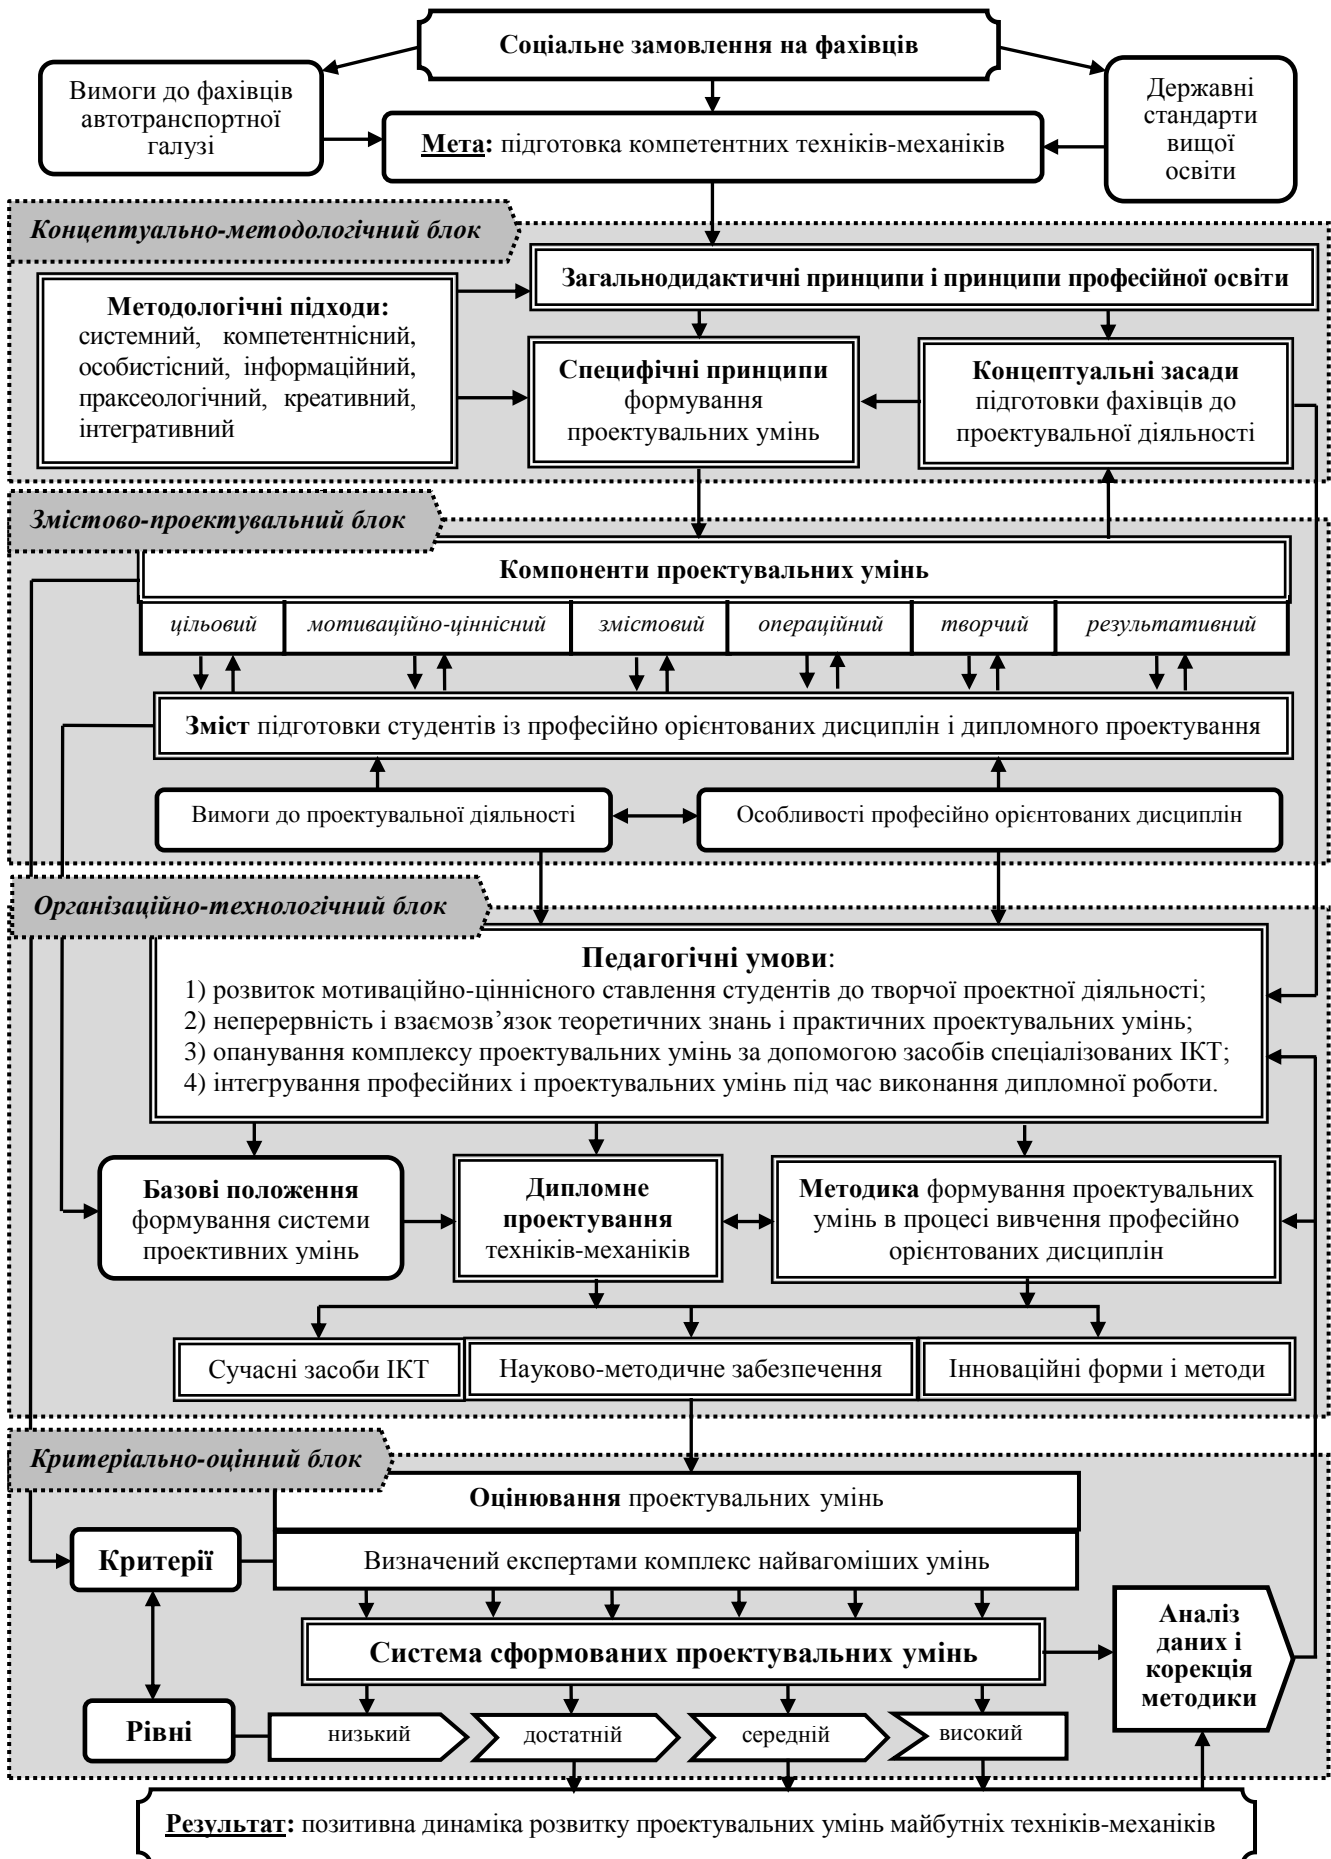 Соціальне замовлення на фахівців
Вимоги до фахівців
автотранспортної
галузі
Мета: підготовка компетентних техніків-механіків
Державні
стандарти
вищої
освіти
Концептуально-методологічний блок
Загальнодидактичні принципи і принципи професійної освіти
Методологічні підходи:
системний, компетентнісний,
особистісний, інформаційний,
праксеологічний, креативний,
інтегративний
Специфічні принципи
формування
проектувальних умінь
Концептуальні засади
підготовки фахівців до
проектувальної діяльності
Змістово-проектувальний блок
Компоненти проектувальних умінь
цільовий мотиваційно-ціннісний змістовий операційний творчий результативний
Зміст підготовки студентів із професійно орієнтованих дисциплін і дипломного проектування
Вимоги до проектувальної діяльності
Особливості професійно орієнтованих дисциплін
Організаційно-технологічний блок
Педагогічні умови:
1) розвиток мотиваційно-ціннісного ставлення студентів до творчої проектної діяльності;
2) неперервність і взаємозв’язок теоретичних знань і практичних проектувальних умінь;
3) опанування комплексу проектувальних умінь за допомогою засобів спеціалізованих ІКТ;
4) інтегрування професійних і проектувальних умінь під час виконання дипломної роботи.
Базові положення
формування системи
проективних умінь
Дипломне
проектування
техніків-механіків
Методика формування проектувальних
умінь в процесі вивчення професійно
орієнтованих дисциплін
Сучасні засоби ІКТ
Науково-методичне забезпечення
Інноваційні форми і методи
Критеріально-оцінний блок
Оцінювання проектувальних умінь
Критерії
Визначений експертами комплекс найвагоміших умінь
Система сформованих проектувальних умінь
Аналіз
даних і
корекція
методики
Рівні
низький достатній середній високий
Результат: позитивна динаміка розвитку проектувальних умінь майбутніх техніків-механіків